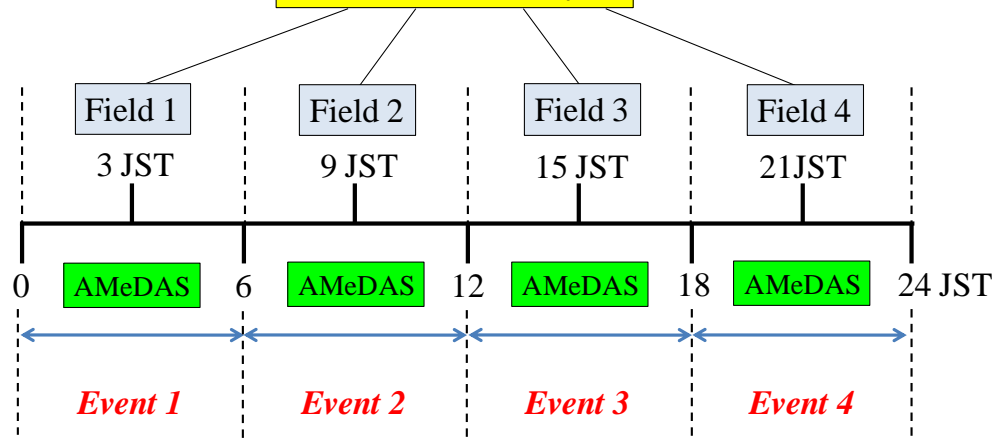 Field 1 Field 2 Field 3 Field 4
3 JST 9 JST 15 JST 21JST
0 AMeDAS 6 AMeDAS 12 AMeDAS 18 AMeDAS 24 JST
Event 1 Event 2 Event 3 Event 4